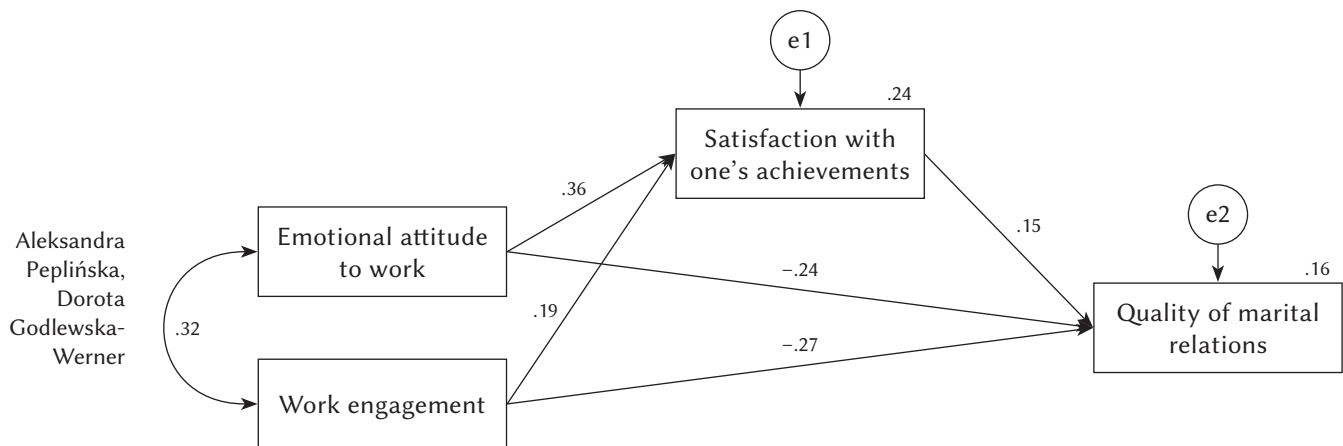 e1
.24
Satisfaction with
one’s achievements
.36
e2
Aleksandra
Peplińska,
Dorota
Godlewska-
Werner
Emotional attitude
to work
.15
−.24
.16
.19
.32
Quality of marital
relations
−.27
Work engagement